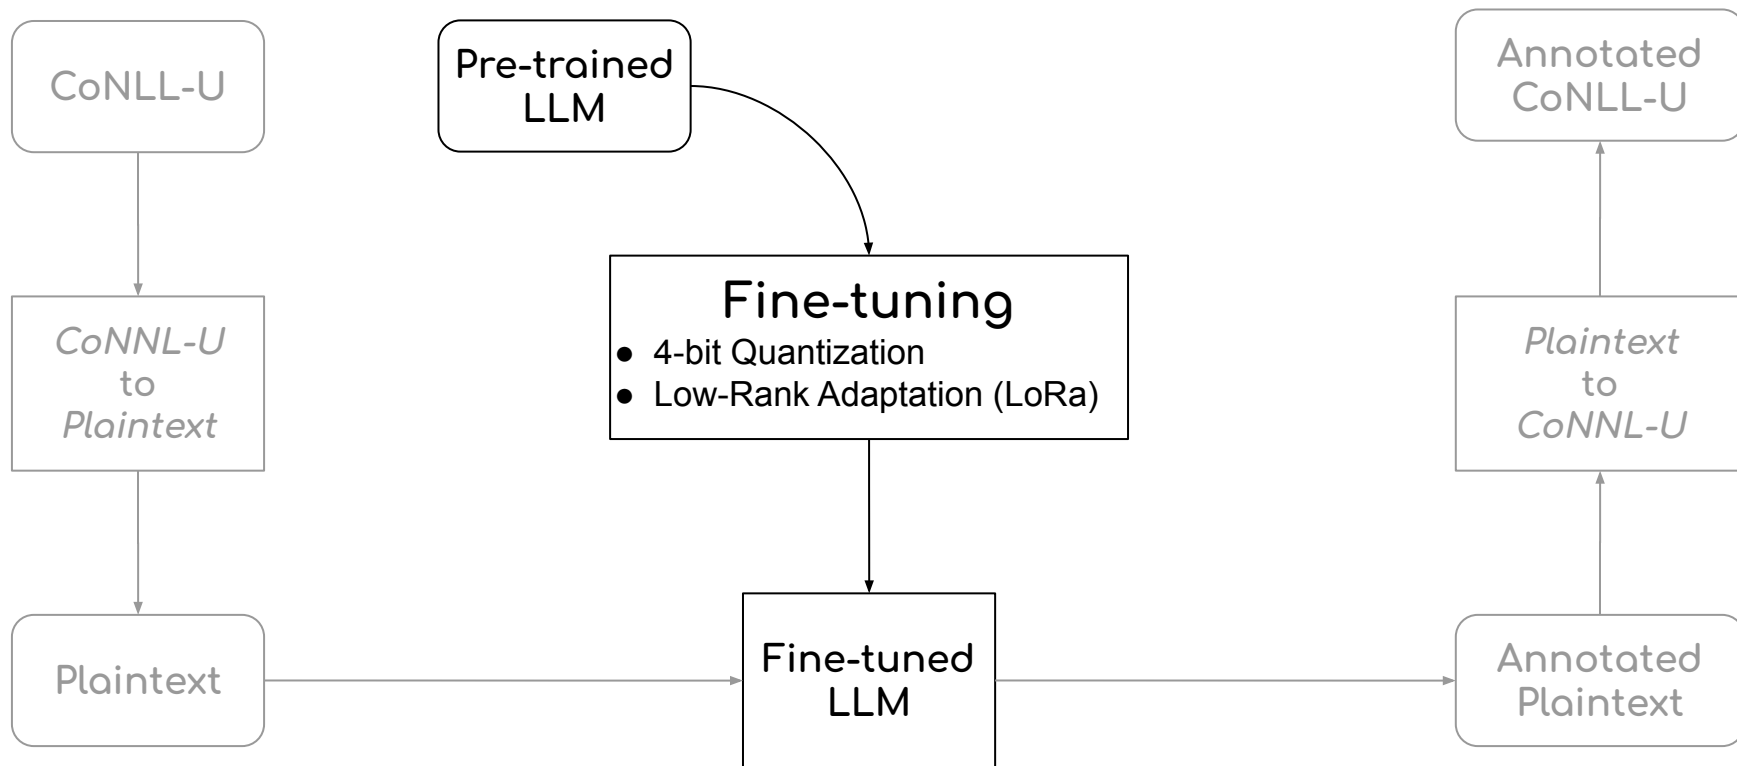 CoNLL-U
Pre-trained
LLM
Annotated
CoNLL-U
CoNNL-U
to
Plaintext
Fine-tuning
● 4-bit Quantization
● Low-Rank Adaptation (LoRa)
Plaintext
to
CoNNL-U
Plaintext
Fine-tuned
LLM
Annotated
Plaintext